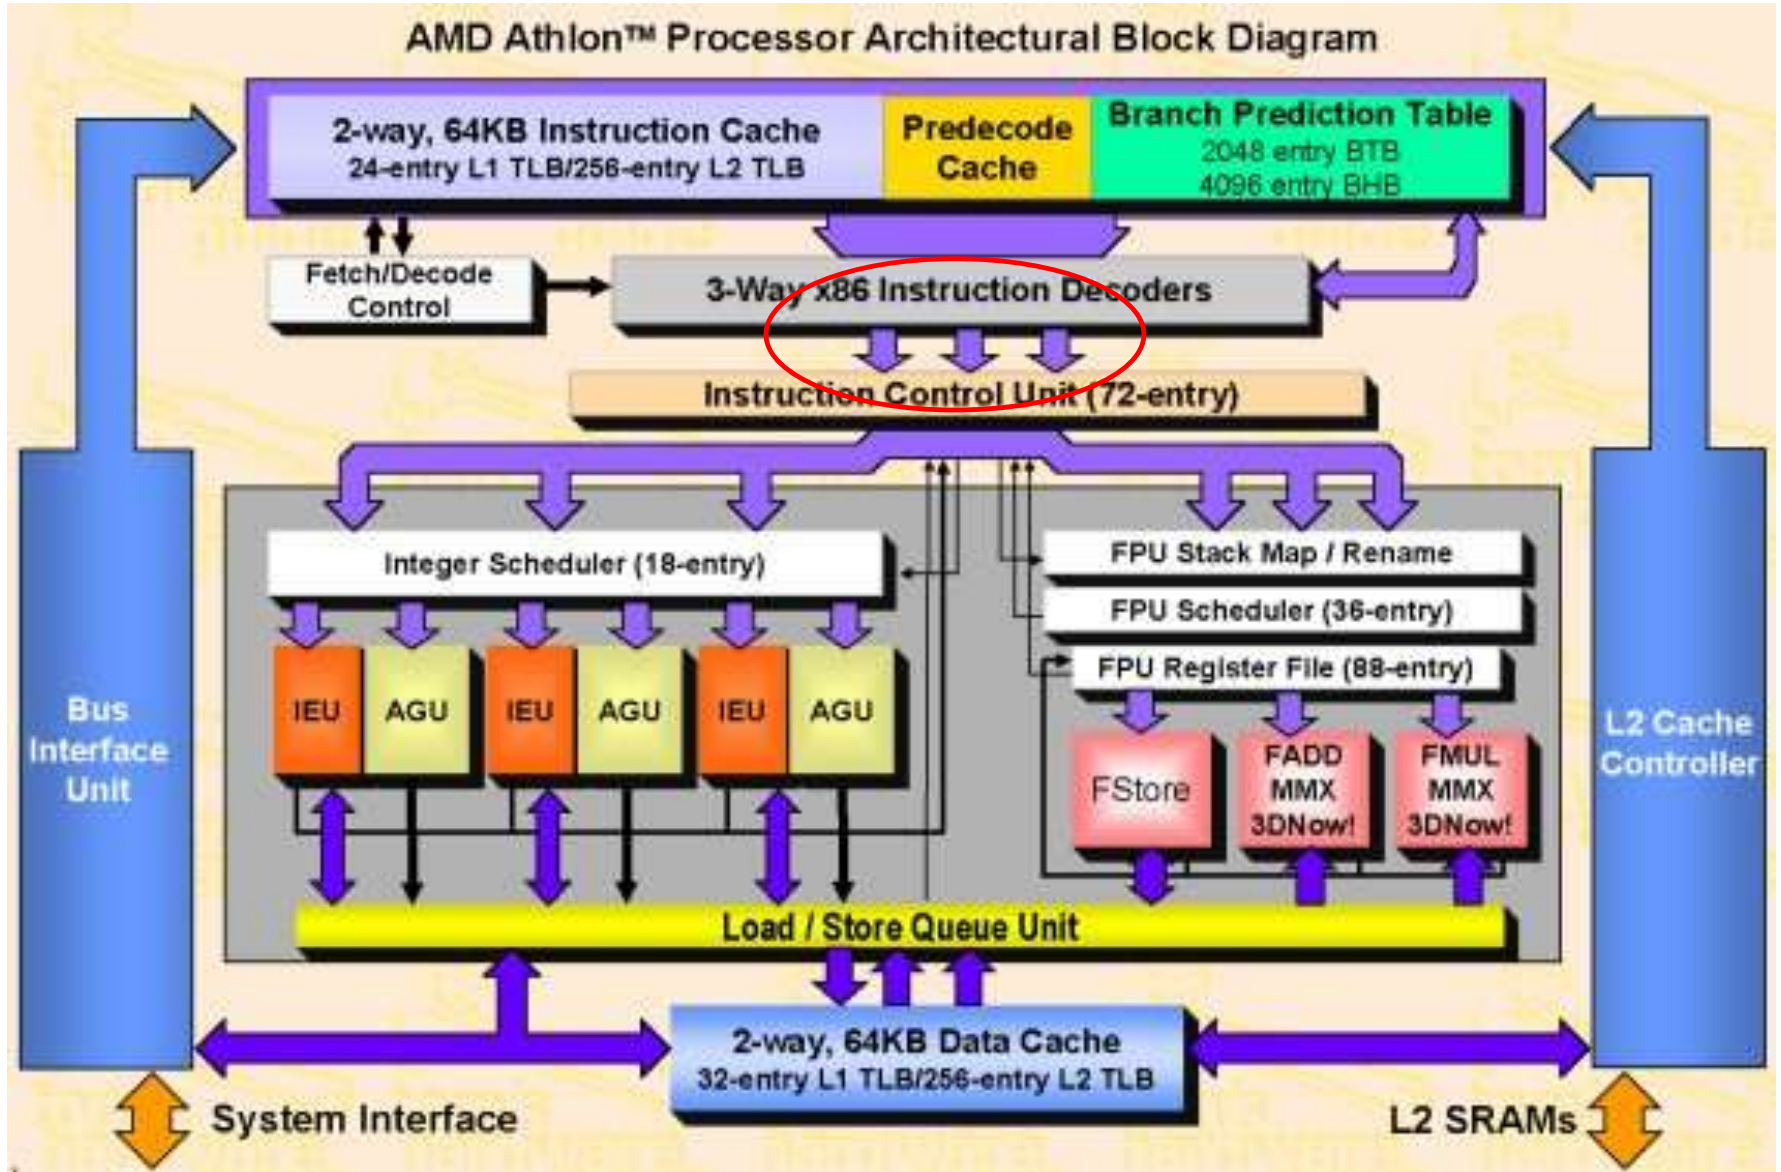 AMD Athlon™ Processor Architectural Block Diagram
2-way, 64KB Instruction Cache
24-entry L1 TLB/256-entry L2 TLB
Predecode
Cache
Branch Prediction Table
2048 entry BTB
4096 entry BHB
Fetch/Decode
Control
3-Way x86 Instruction Decoders
Instruction Control Unit (72-entry)
Integer Scheduler (18-entry)
FPU Stack Map / Rename
FPU Scheduler (36-entry)
FPU Register File (88-entry)
Bus
Interface
Unit
IEU
AGU
IEU
AGU
IEU
AGU
FStore
FADD
MMX
3DNow!
FMUL
MMX
3DNow!
L2 Cache
Controller
Load / Store Queue Unit
2-way, 64KB Data Cache
32-entry L1 TLB/256-entry L2 TLB
System Interface
L2 SRAMs